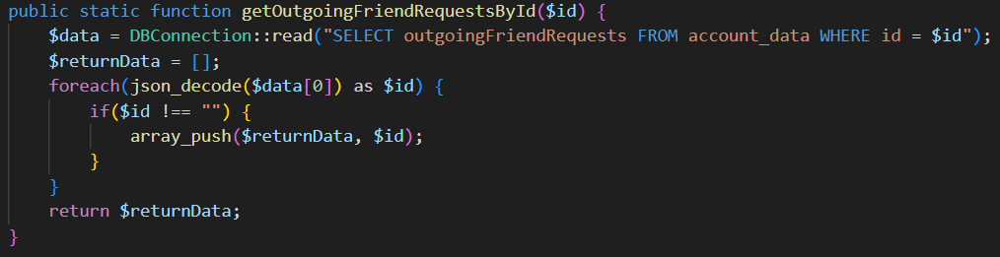 public static function getOutgoingFriendRequestsById($id) {
    $data = DBConnection::read("SELECT outgoingFriendRequests FROM account_data WHERE id = $id");
    $returnData = [];
    foreach(json_decode($data[0]) as $id) {
        if($id !== "") {
            array_push($returnData, $id);
        }
    }
    return $returnData;
}